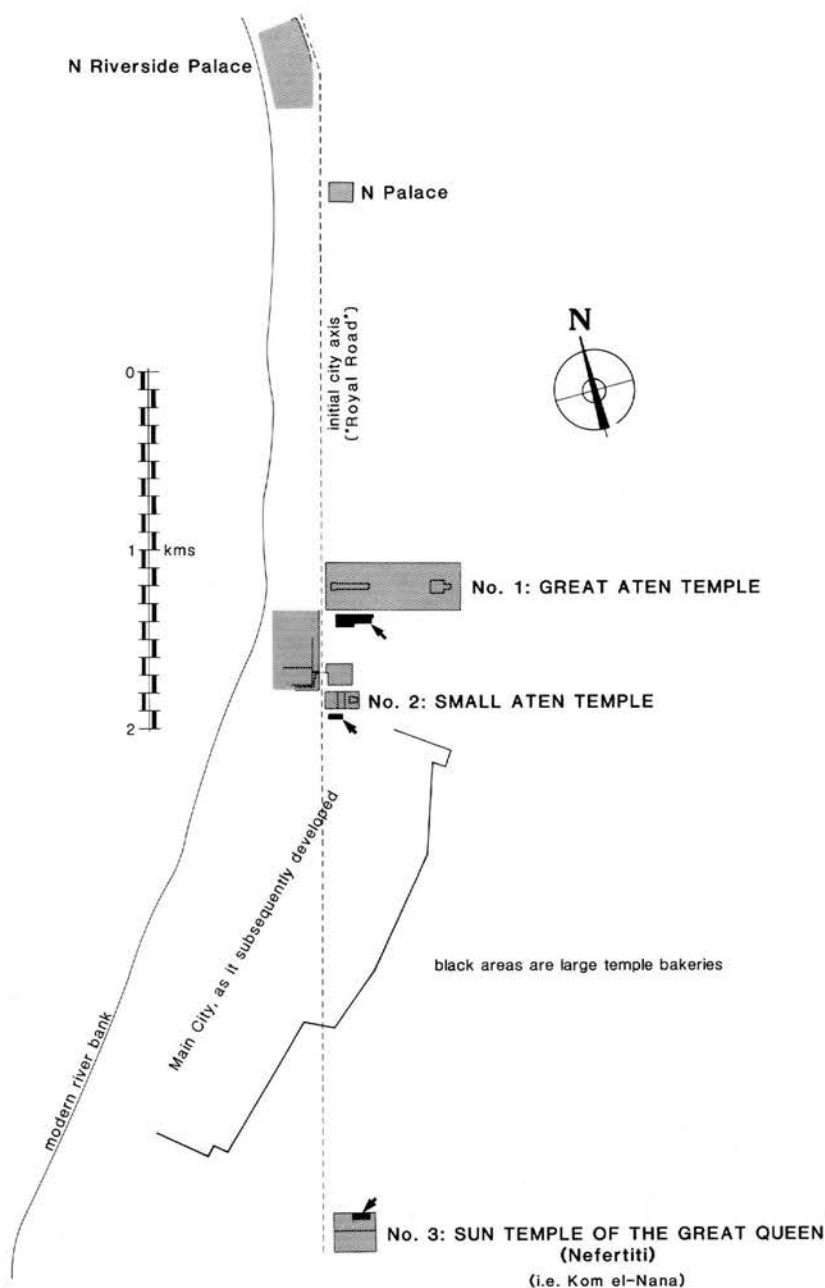 N Riverside Palace
N Palace
initial city axis
("Royal Road")
N
0
1 kms
2
No. 1: GREAT ATEN TEMPLE
No. 2: SMALL ATEN TEMPLE
Main City, as it subsequently developed
black areas are large temple bakeries
modern river bank
No. 3: SUN TEMPLE OF THE GREAT QUEEN
(Nefertiti)
(i.e. Kom el-Nana)